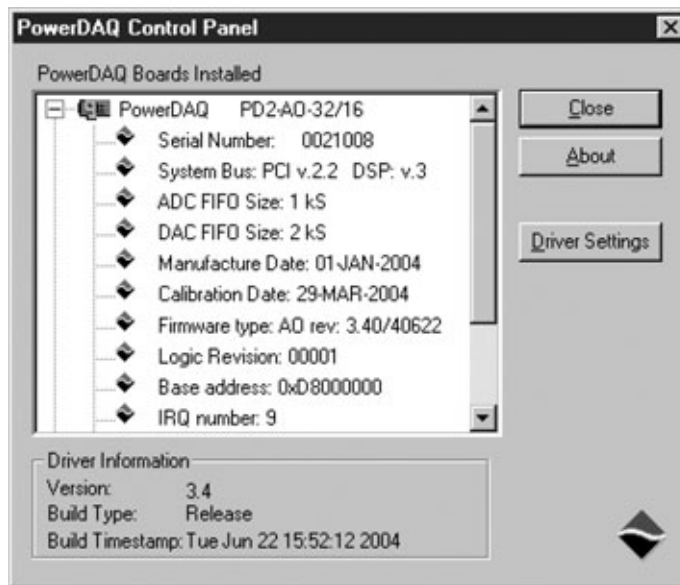 PowerDAQ Control Panel
PowerDAQ Boards Installed
PowerDAQ PD2-AO-32/16
Serial Number: 0021008
System Bus: PCI v.2.2 DSP: v.3
ADC FIFO Size: 1 kS
DAC FIFO Size: 2 kS
Manufacture Date: 01-JAN-2004
Calibration Date: 29-MAR-2004
Firmware type: AO rev: 3.40/40622
Logic Revision: 00001
Base address: 0xD8000000
IRQ number: 9
Close
About
Driver Settings
Driver Information
Version: 3.4
Build Type: Release
Build Timestamp: Tue Jun 22 15:52:12 2004